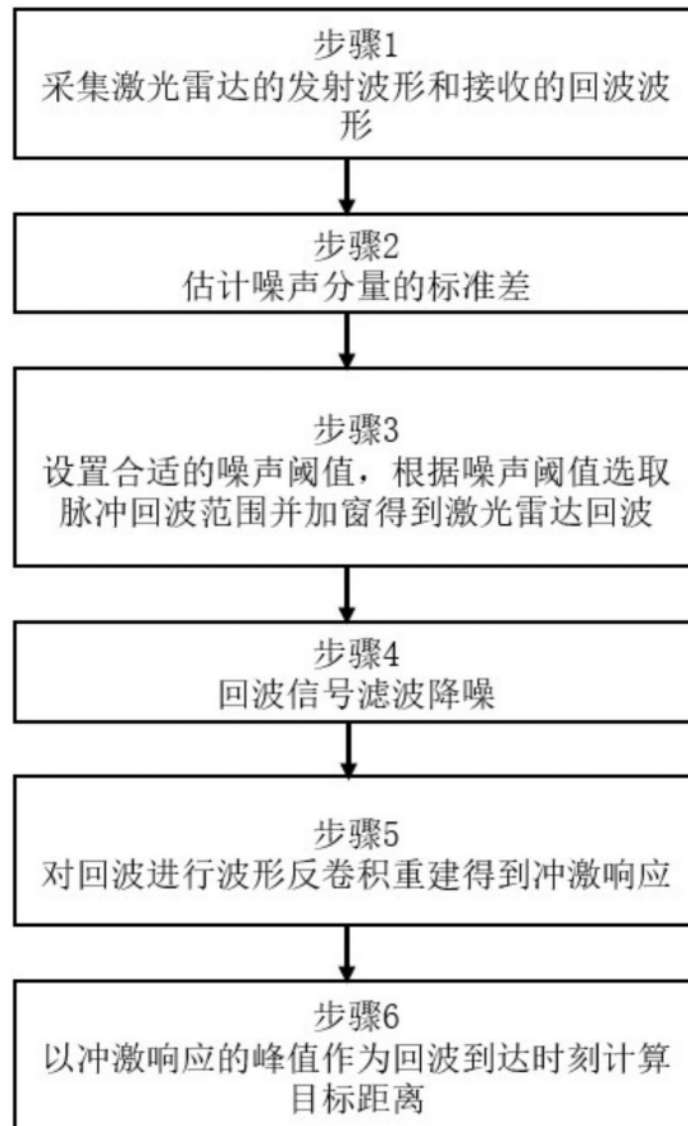 步骤1
采集激光雷达的发射波形和接收的回波波
形
步骤2
估计噪声分量的标准差
步骤3
设置合适的噪声阈值，根据噪声阈值选取
脉冲回波范围并加窗得到激光雷达回波
步骤4
回波信号滤波降噪
步骤5
对回波进行波形反卷积重建得到冲激响应
步骤6
以冲激响应的峰值作为回波到达时刻计算
目标距离